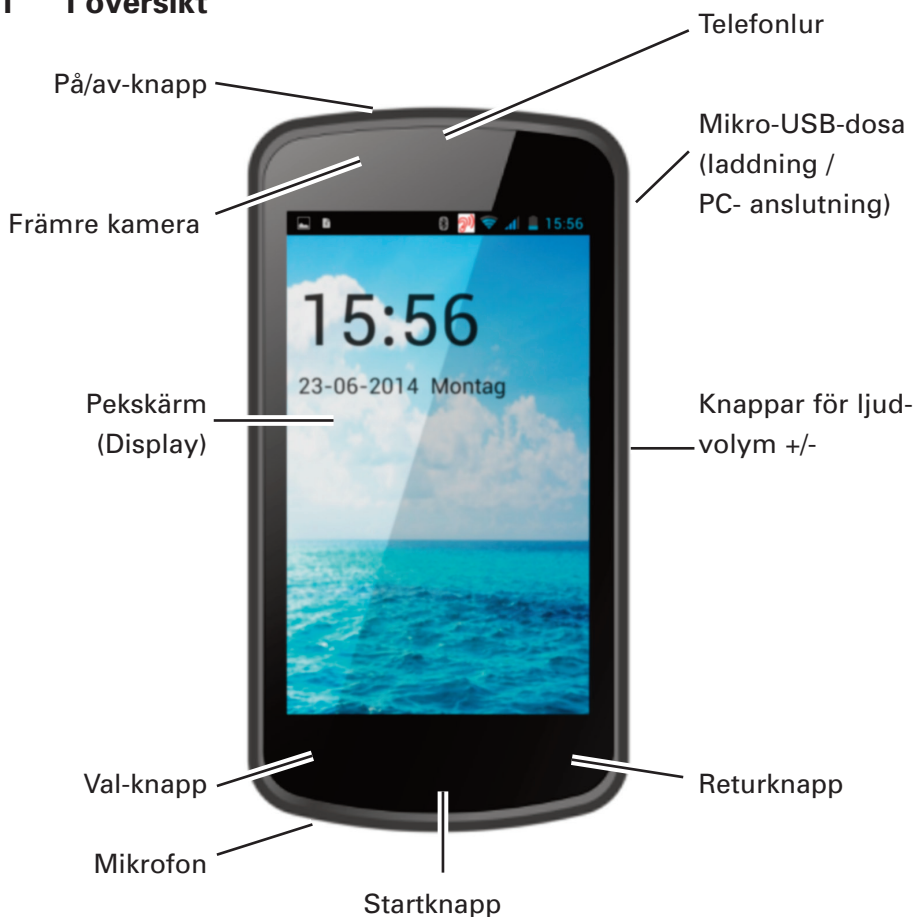 1 I översikt
Telefonlur
På/av-knapp
Mikro-USB-dosa
(laddning /
PC- anslutning)
Främre kamera
15:56
15:56
23-06-2014 Montag
Pekskärm
(Display)
Knappar för ljud-
volym +/-
Val-knapp
Returknapp
Mikrofon
Startknapp